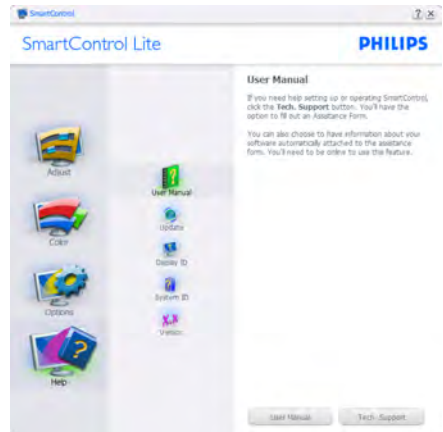 SmartControl
SmartControl Lite
PHILIPS
Adjust
Color
Options
Help
User Manual
Update
Display ID
System ID
Version
User Manual
If you need help setting up or operating SmartControl,
click the Tech. Support button. You'll have the
option to fill out an Assistance Form.
You can also choose to have information about your
software automatically attached to the assistance
form. You'll need to be online to use this feature.
User Manual
Tech. Support